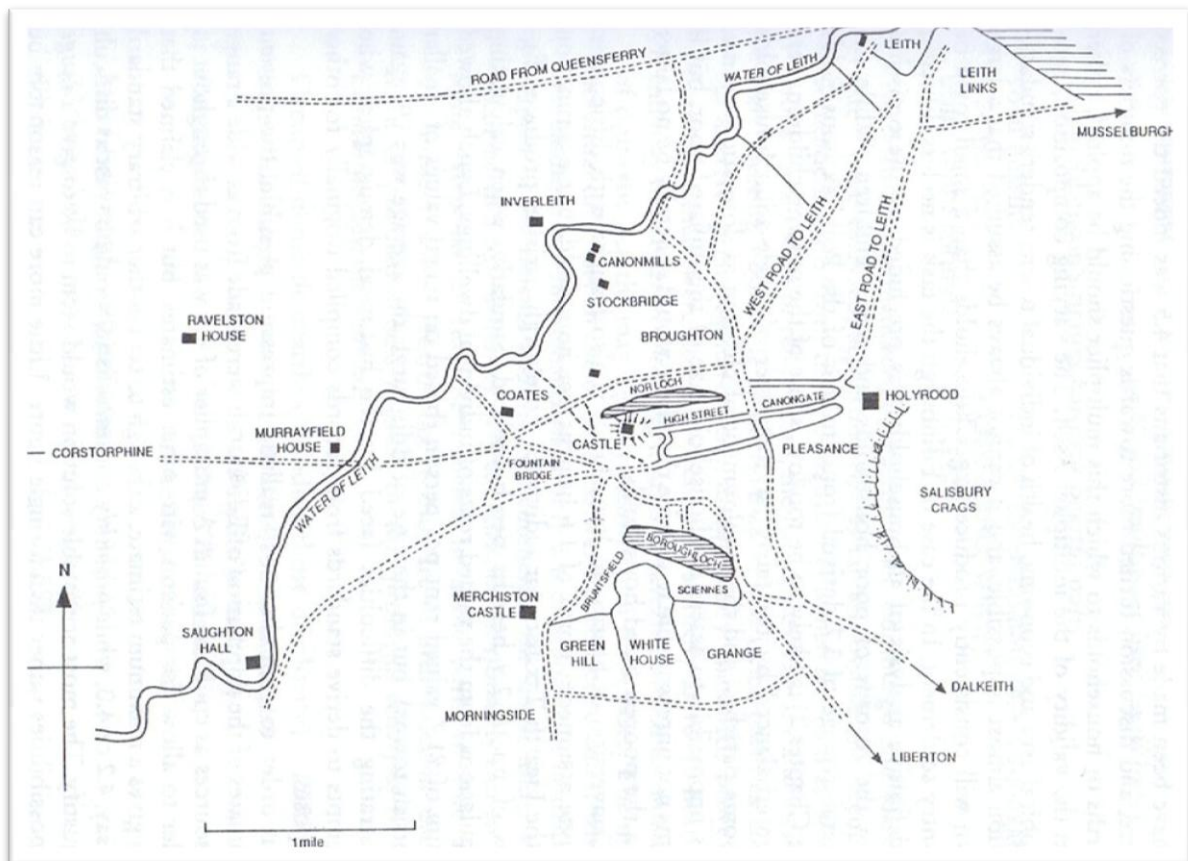 ROAD FROM QUEENSFERRY
WATER OF LEITH
LEITH
LEITH
LINKS
MUSSELBURGH
INVERLEITH
CANONMILLS
STOCKBRIDGE
WEST ROAD TO LEITH
EAST ROAD TO LEITH
RAVELSTON
HOUSE
BROUGHTON
NOR LOCH
COATES
HIGH STREET
CANONGATE
HOLYROOD
MURRAYFIELD
HOUSE
CASTLE
CORSTORPHINE
FOUNTAIN
BRIDGE
PLEASANCE
WATER OF LEITH
SALISBURY
CRAGS
N
BOROUGHLOCH
BRUNTSFIELD
SCIENNES
MERCHISTON
CASTLE
SAUGHTON
HALL
GREEN
HILL
WHITE
HOUSE
GRANGE
DALKEITH
MORNINGSIDE
LIBERTON
1mile